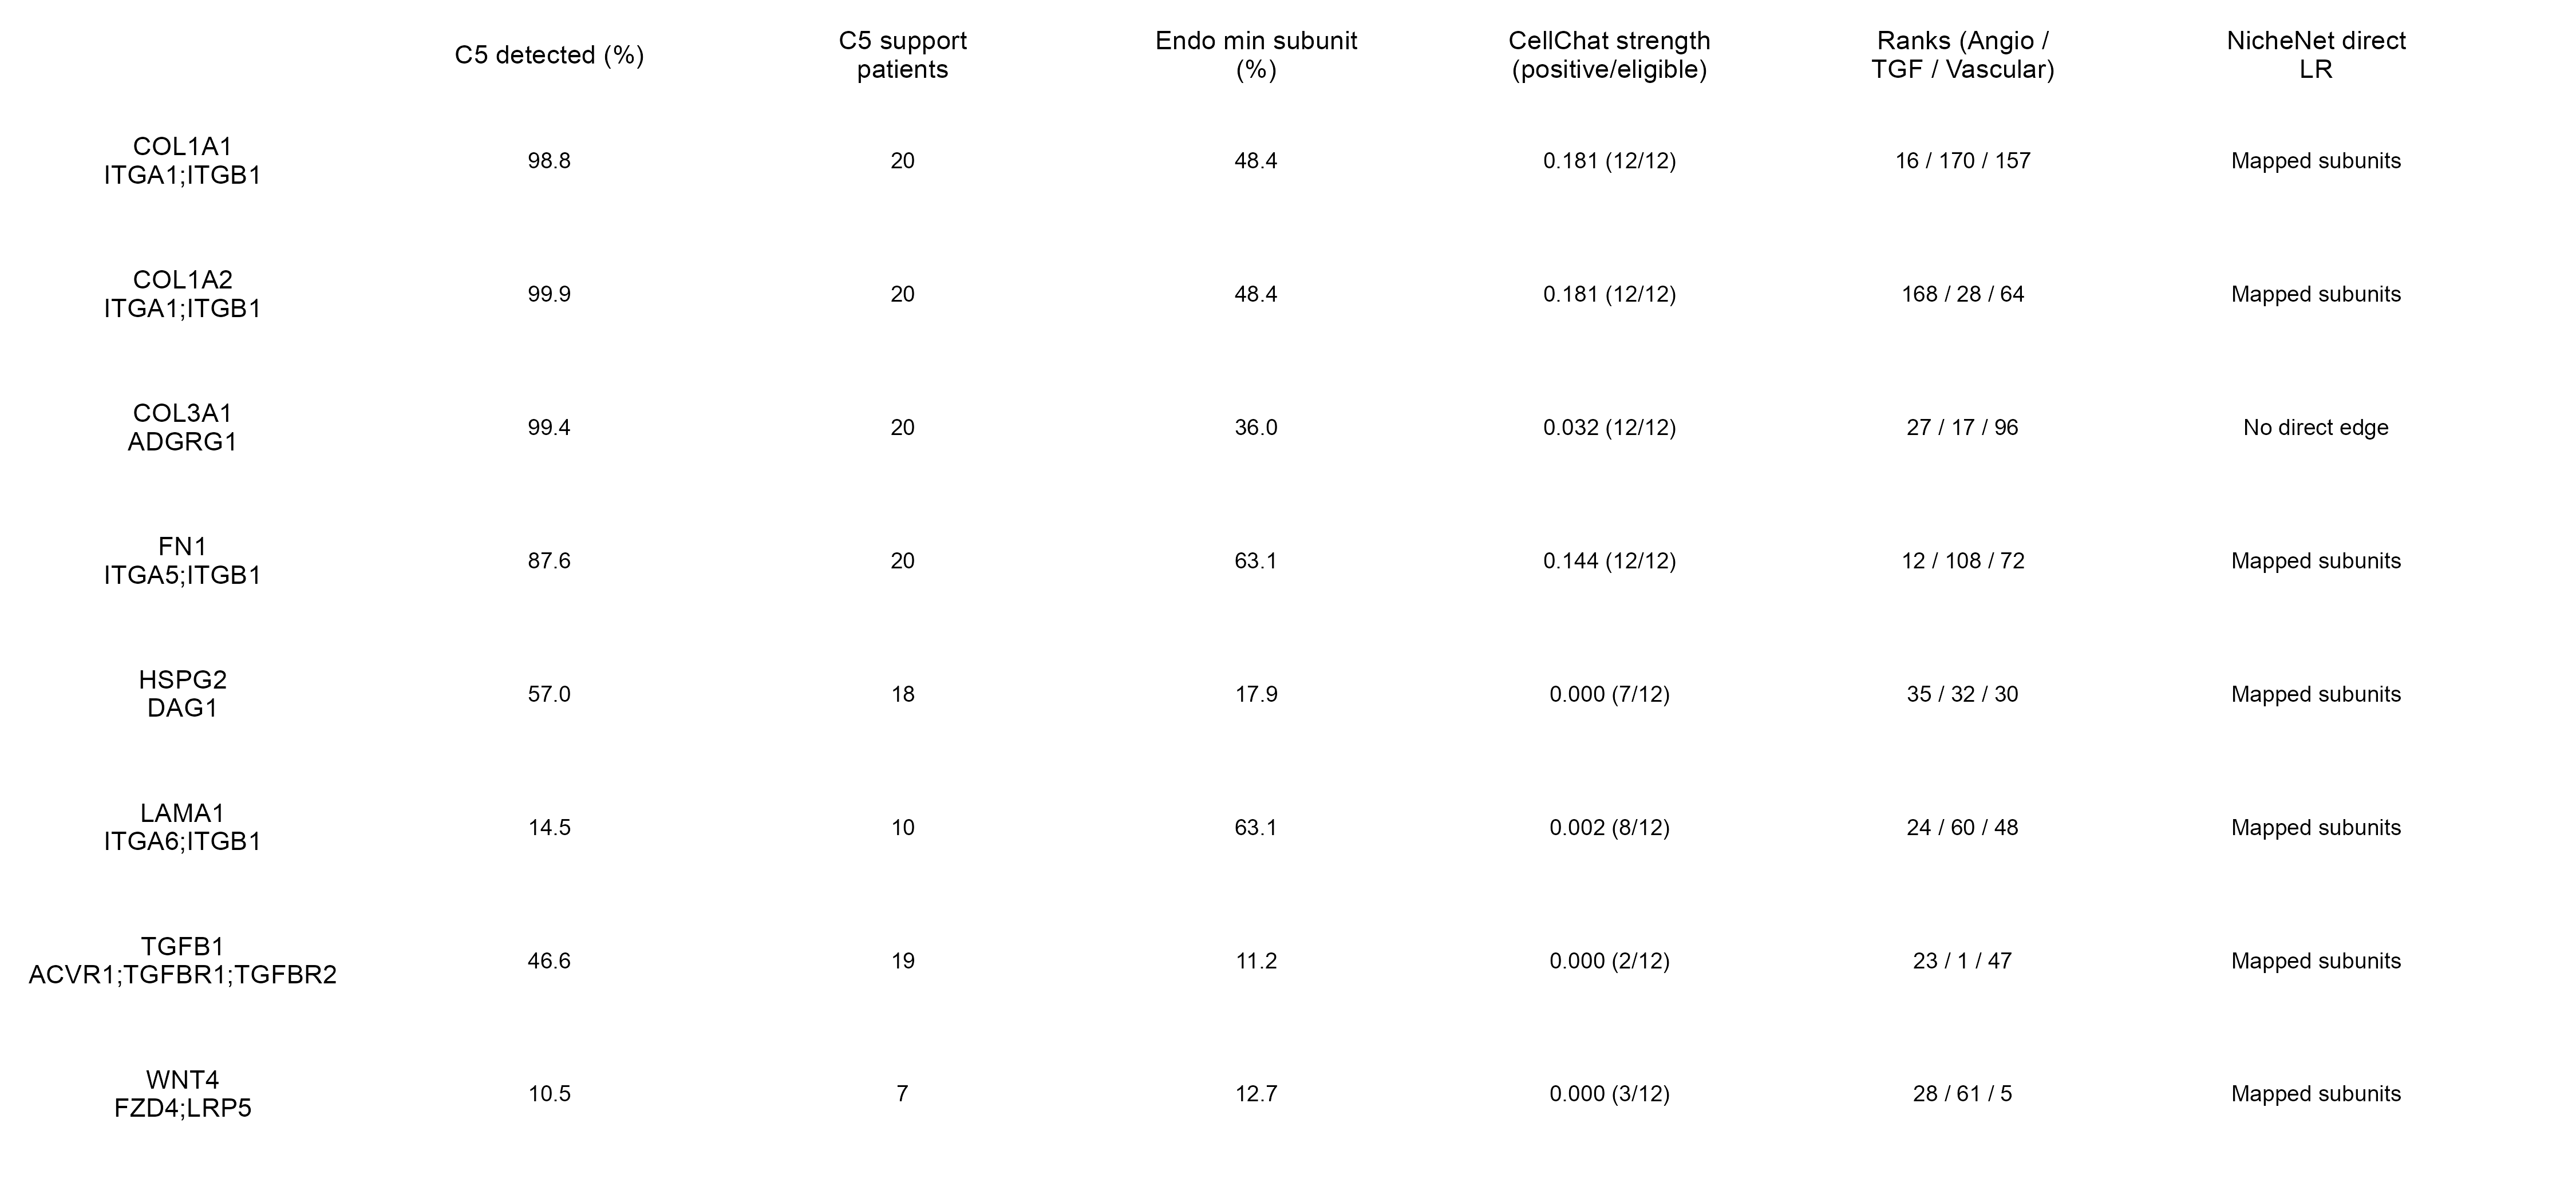 C5 detected (%)
C5 support
patients
Endo min subunit
(%)
CellChat strength
(positive/eligible)
Ranks (Angio /
TGF / Vascular)
NicheNet direct
LR
COL1A1
ITGA1;ITGB1
98.8
20
48.4
0.181 (12/12)
16 / 170 / 157
Mapped subunits
COL1A2
ITGA1;ITGB1
99.9
20
48.4
0.181 (12/12)
168 / 28 / 64
Mapped subunits
COL3A1
ADGRG1
99.4
20
36.0
0.032 (12/12)
27 / 17 / 96
No direct edge
FN1
ITGA5;ITGB1
87.6
20
63.1
0.144 (12/12)
12 / 108 / 72
Mapped subunits
HSPG2
DAG1
57.0
18
17.9
0.000 (7/12)
35 / 32 / 30
Mapped subunits
LAMA1
ITGA6;ITGB1
14.5
10
63.1
0.002 (8/12)
24 / 60 / 48
Mapped subunits
TGFB1
ACVR1;TGFBR1;TGFBR2
46.6
19
11.2
0.000 (2/12)
23 / 1 / 47
Mapped subunits
WNT4
FZD4;LRP5
10.5
7
12.7
0.000 (3/12)
28 / 61 / 5
Mapped subunits